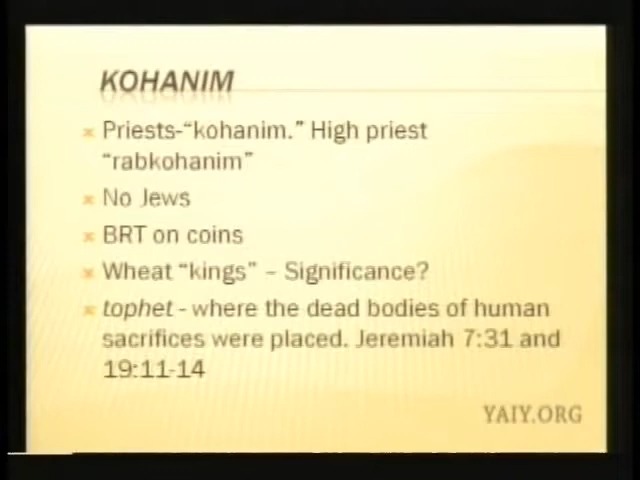 KOHANIM
Priests-“kohanim.” High priest
“rabkohanim”
No Jews
BRT on coins
Wheat “kings” – Significance?
tophet - where the dead bodies of human
sacrifices were placed. Jeremiah 7:31 and
19:11-14
YAIY.ORG